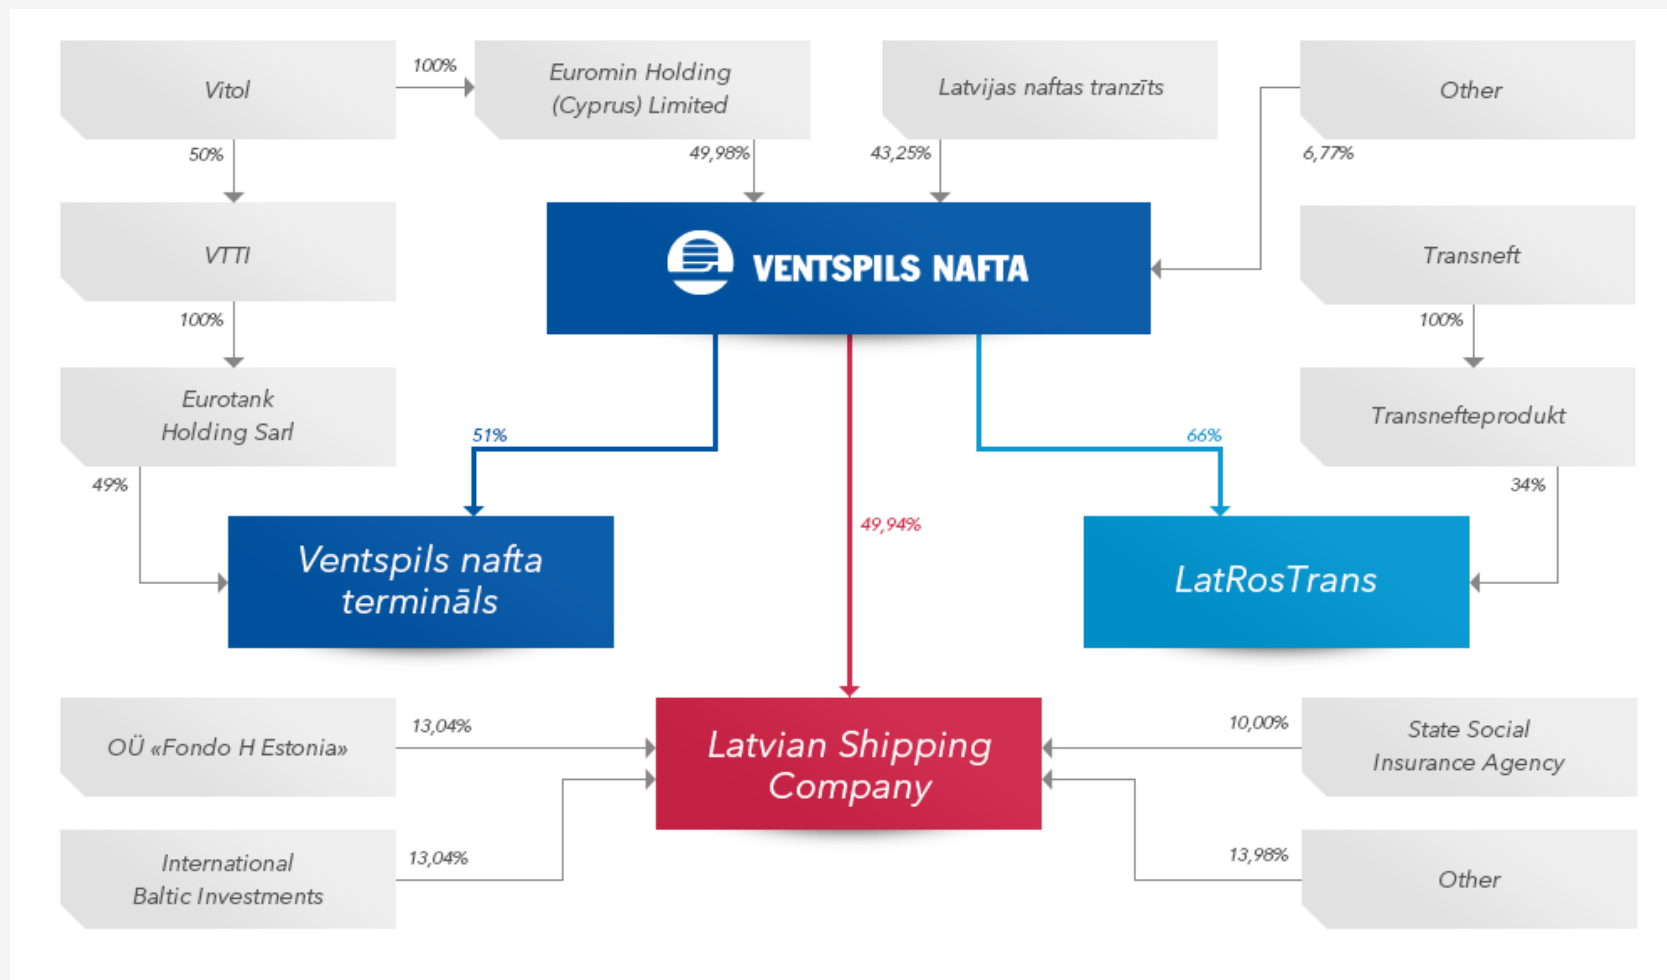 Vitol
100%
Euromin Holding
(Cyprus) Limited
Latvijas naftas tranzīts
Other
50%
49,98%
43,25%
6,77%
VTTI
VENTSPILS NAFTA
Transneft
100%
100%
Eurotank
Holding Sarl
Transnefteprodukt
51%
66%
49%
34%
49,94%
Ventspils nafta
termināls
LatRosTrans
OÜ «Fondo H Estonia»
13,04%
Latvian Shipping
Company
10,00%
State Social
Insurance Agency
International
Baltic Investments
13,04%
13,98%
Other